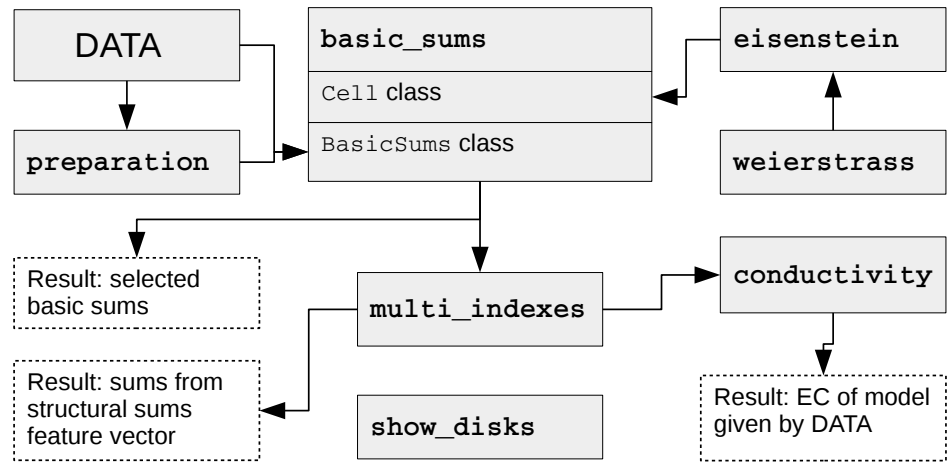 DATA
basic_sums
eisenstein
Cell class
BasicSums class
preparation
weierstrass
Result: selected
basic sums
multi_indexes
conductivity
Result: sums from
structural sums
feature vector
show_disks
Result: EC of model
given by DATA